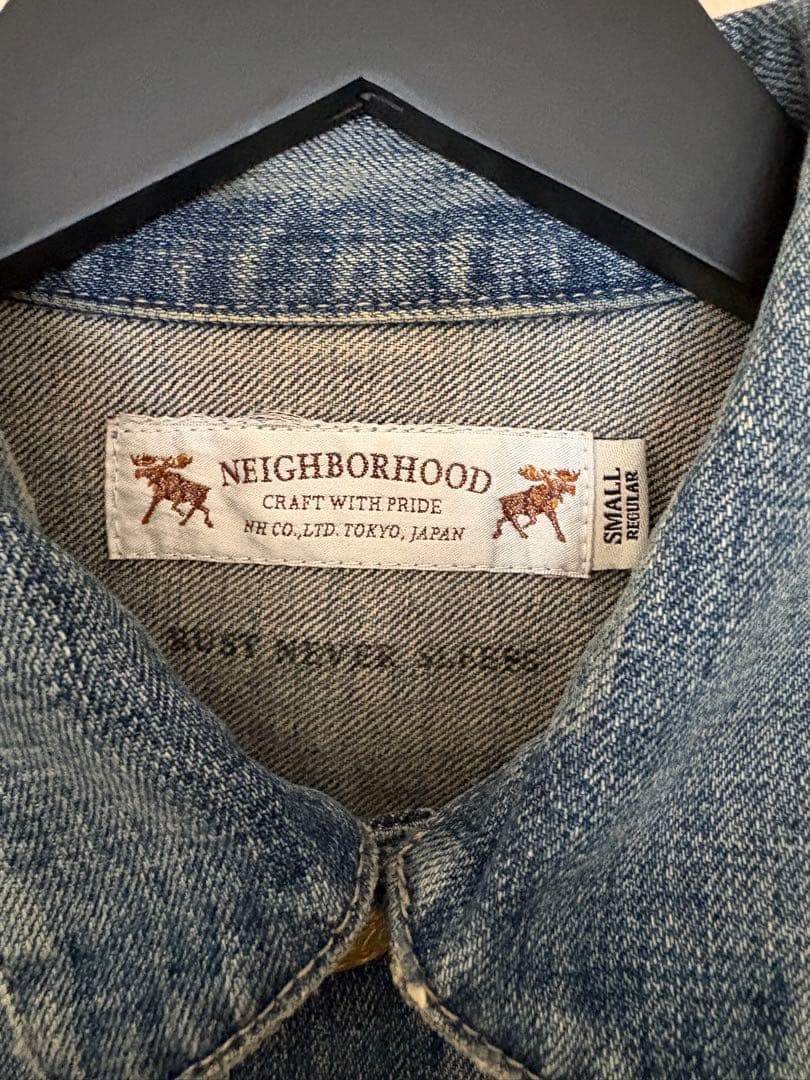 NEIGHBORHOOD
CRAFT WITH PRIDE
NH CO.,LTD. TOKYO, JAPAN
SMALL
REGULAR
RUST NEVER SLEEPS